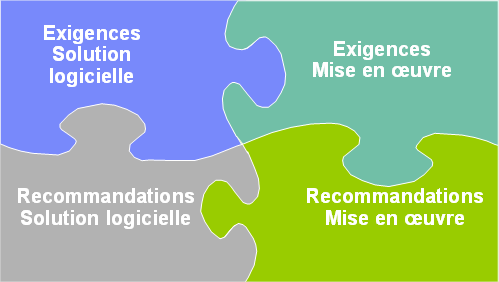 Exigences
Solution
logicielle
Exigences
Mise en œuvre
Recommandations
Solution logicielle
Recommandations
Mise en œuvre